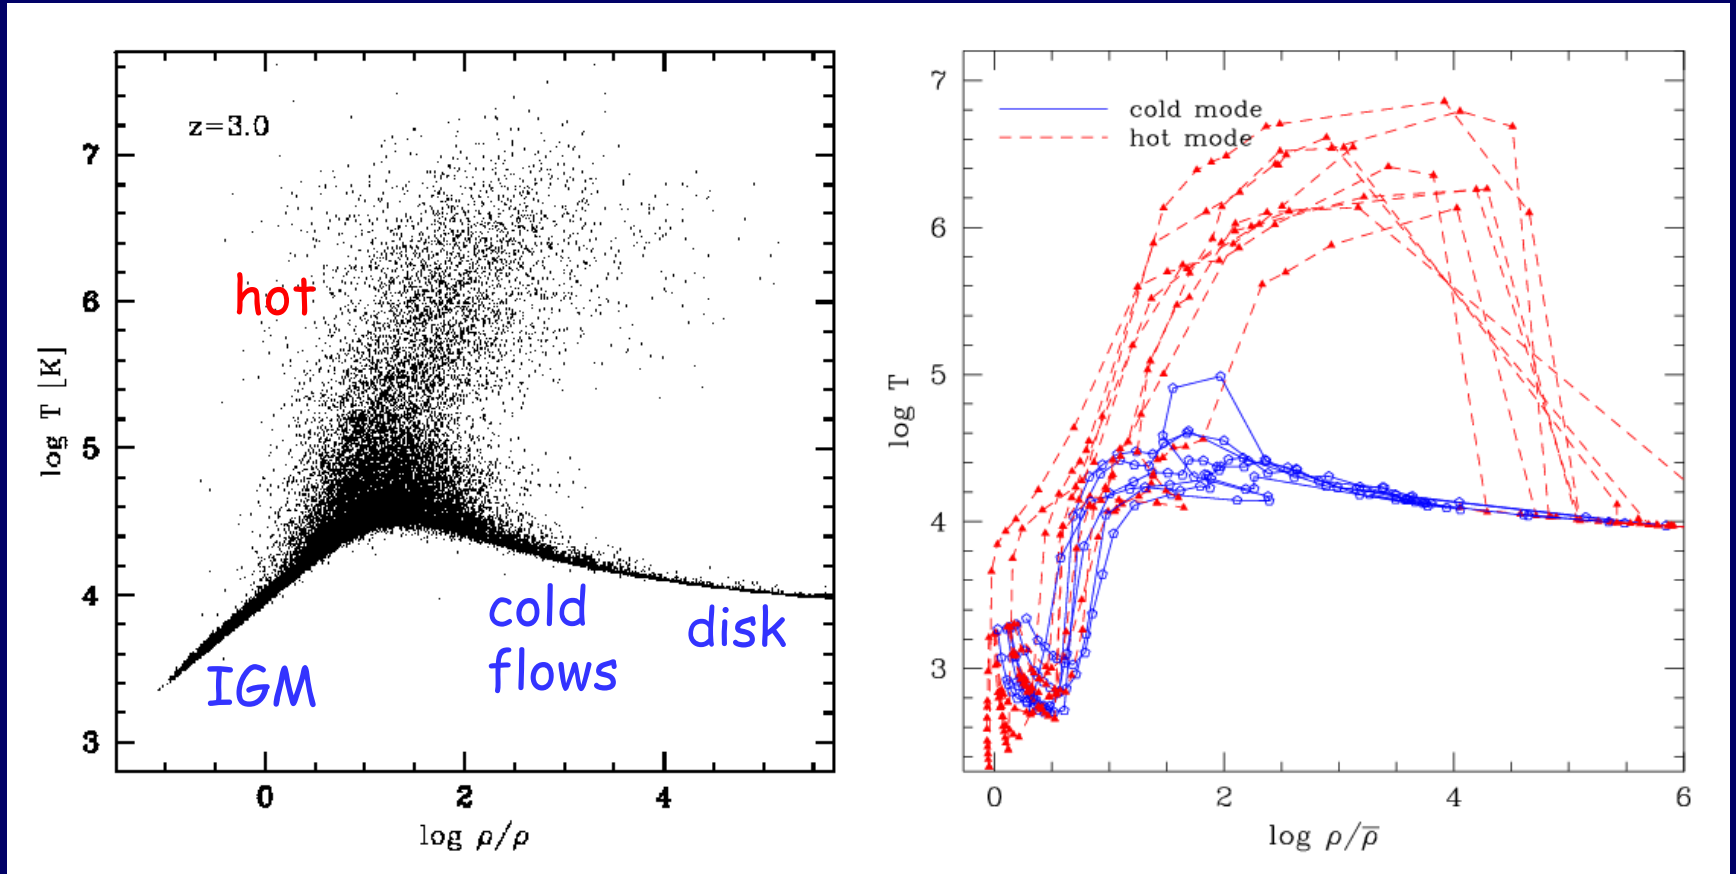 z=3.0
hot
IGM
cold
flows
disk
log T [K]
7
6
5
4
3
0
2
4
log ρ/ρ
cold mode
hot mode
log T
7
6
5
4
3
0
2
4
6
log ρ/ρ̅